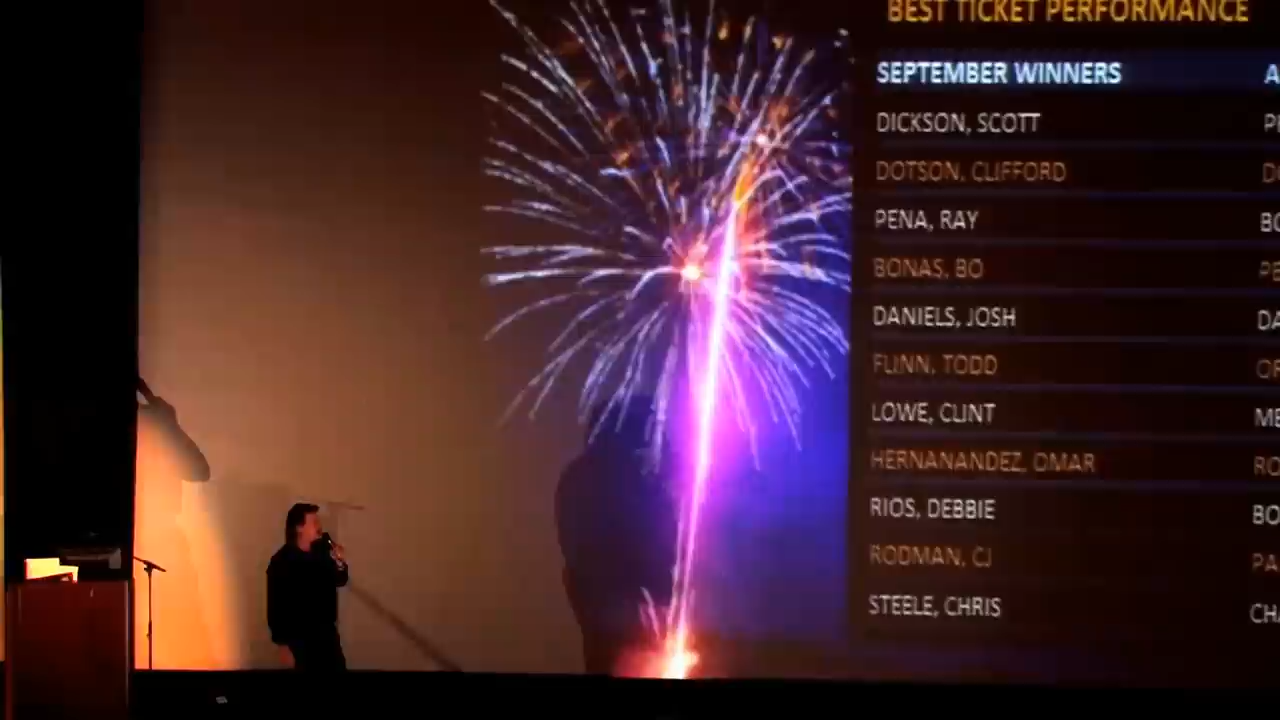 BEST TICKET PERFORMANCE
SEPTEMBER WINNERS
DICKSON, SCOTT
DOTSON, CLIFFORD
PENA, RAY
BONAS, BO
DANIELS, JOSH
FLINN, TODD
LOWE, CLINT
HERNANANDEZ, OMAR
RIOS, DEBBIE
RODMAN, CJ
STEELE, CHRIS